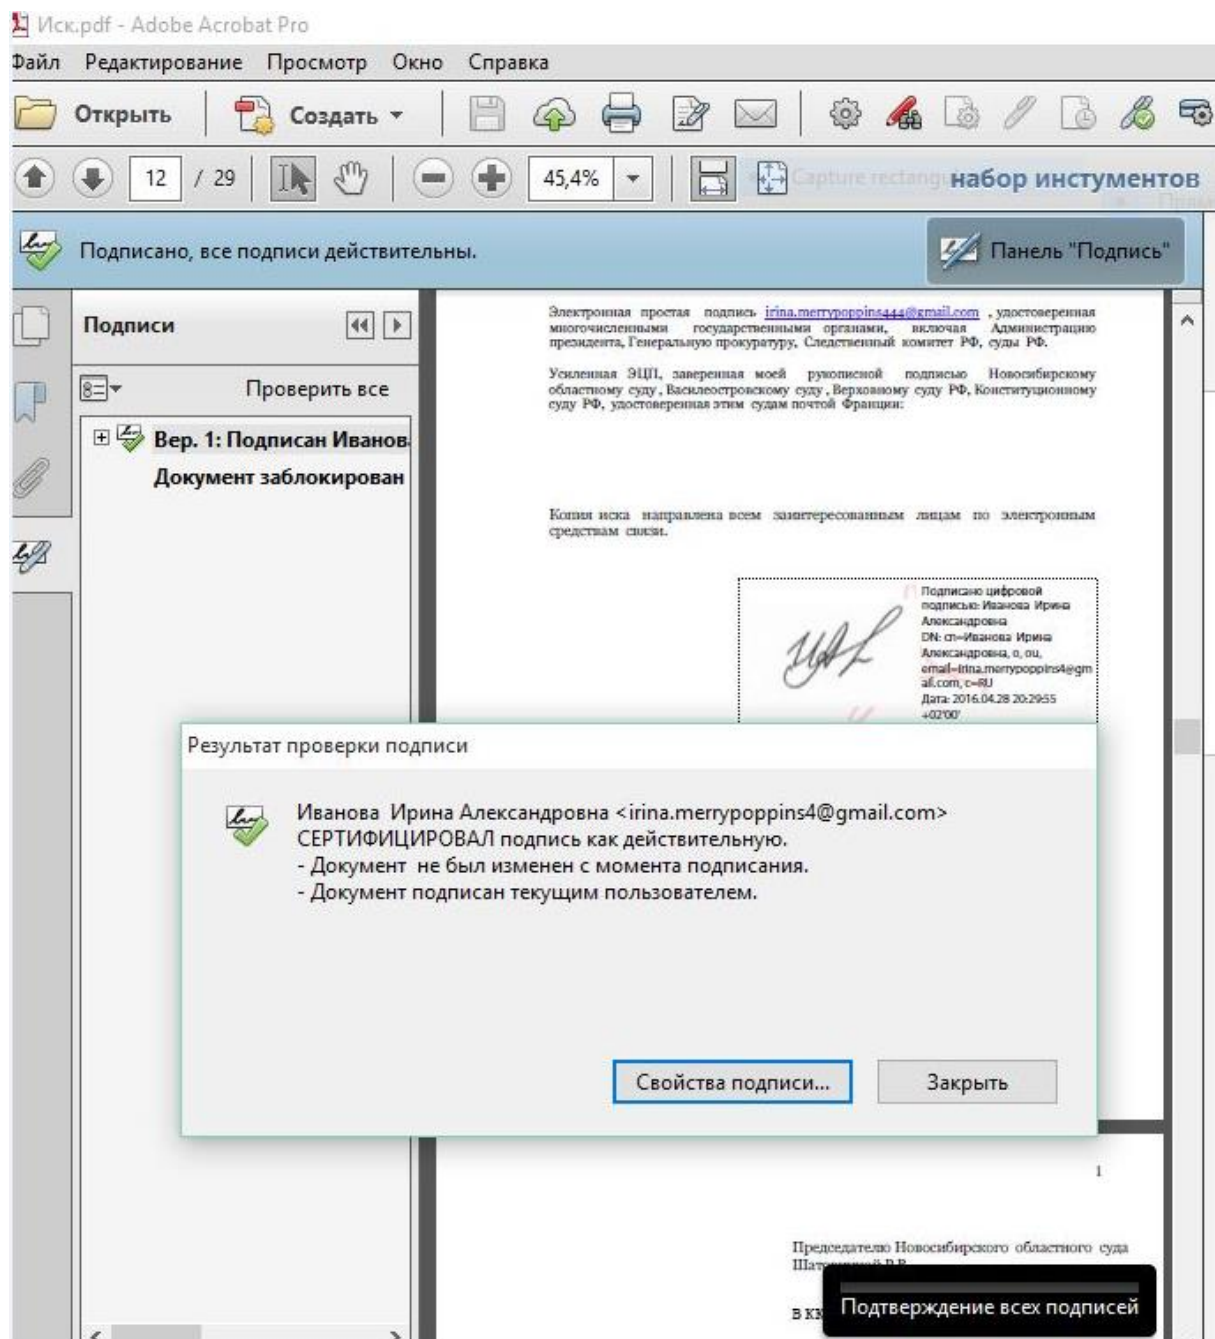 Иск.pdf - Adobe Acrobat Pro
Файл Редактирование Просмотр Окно Справка
Открыть Создать
12 / 29 45,4% Capture rectangu набор инстументов
Подписано, все подписи действительны. Панель "Подпись"
Подписи
Проверить все
Вер. 1: Подписан Иванов
Документ заблокирован
Электронная простая подпись irina.merrypoppins444@gmail.com , удостоверенная
многочисленными государственными органами, включая Администрацию
президента, Генеральную прокуратуру, Следственный комитет РФ, суды РФ.
Усиленная ЭЦП, заверенная моей рукописной подписью Новосибирскому
областному суду , Василеостровскому суду , Верховному суду РФ, Конституционному
суду РФ, удостоверенная этим судам почтой Франции:
Копия иска направлена всем заинтересованным лицам по электронным
средствам связи.
Подписано цифровой
подписью: Иванова Ирина
Александровна
DN: cn=Иванова Ирина
Александровна, o, ou,
email=irina.merrypoppins4@gm
ail.com, c=RU
Дата: 2016.04.28 20:29:55
+02'00'
Результат проверки подписи
Иванова Ирина Александровна <irina.merrypoppins4@gmail.com>
СЕРТИФИЦИРОВАЛ подпись как действительную.
- Документ не был изменен с момента подписания.
- Документ подписан текущим пользователем.
Свойства подписи... Закрыть
1
Председателю Новосибирского областного суда
Подтверждение всех подписей